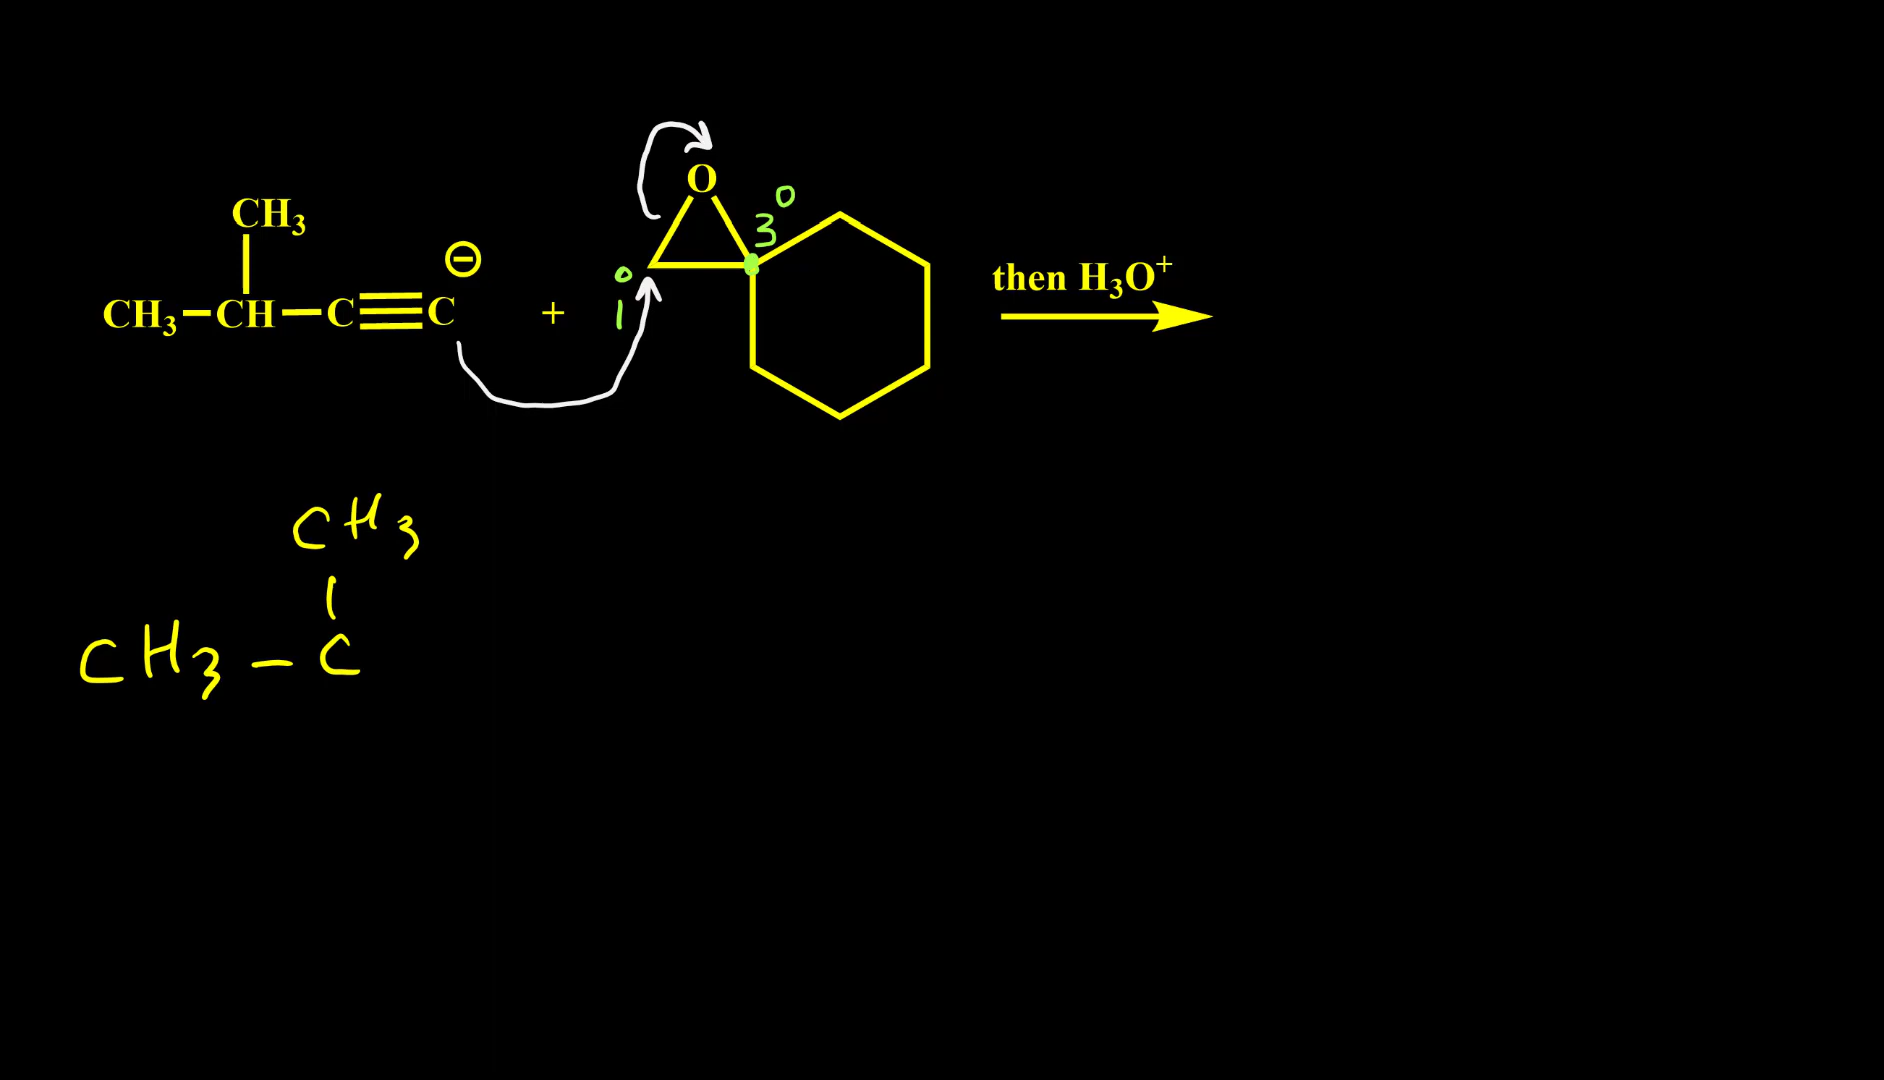 O
3°
CH₃
⊖
then H₃O⁺
1°
CH₃–CH–C≡C +
CH₃
CH₃–C